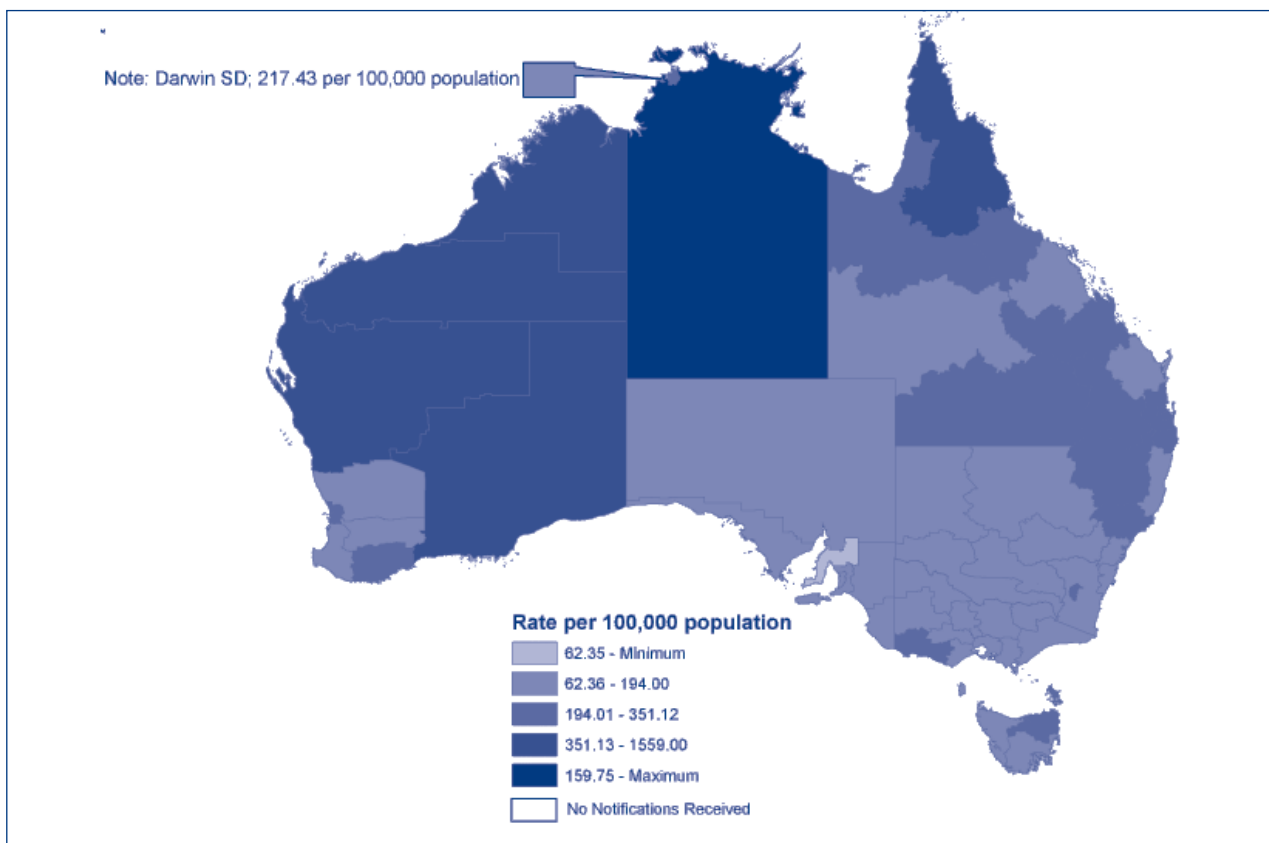 Note: Darwin SD; 217.43 per 100,000 population
Rate per 100,000 population
62.35 - Minimum
62.36 - 194.00
194.01 - 351.12
351.13 - 1559.00
159.75 - Maximum
No Notifications Received